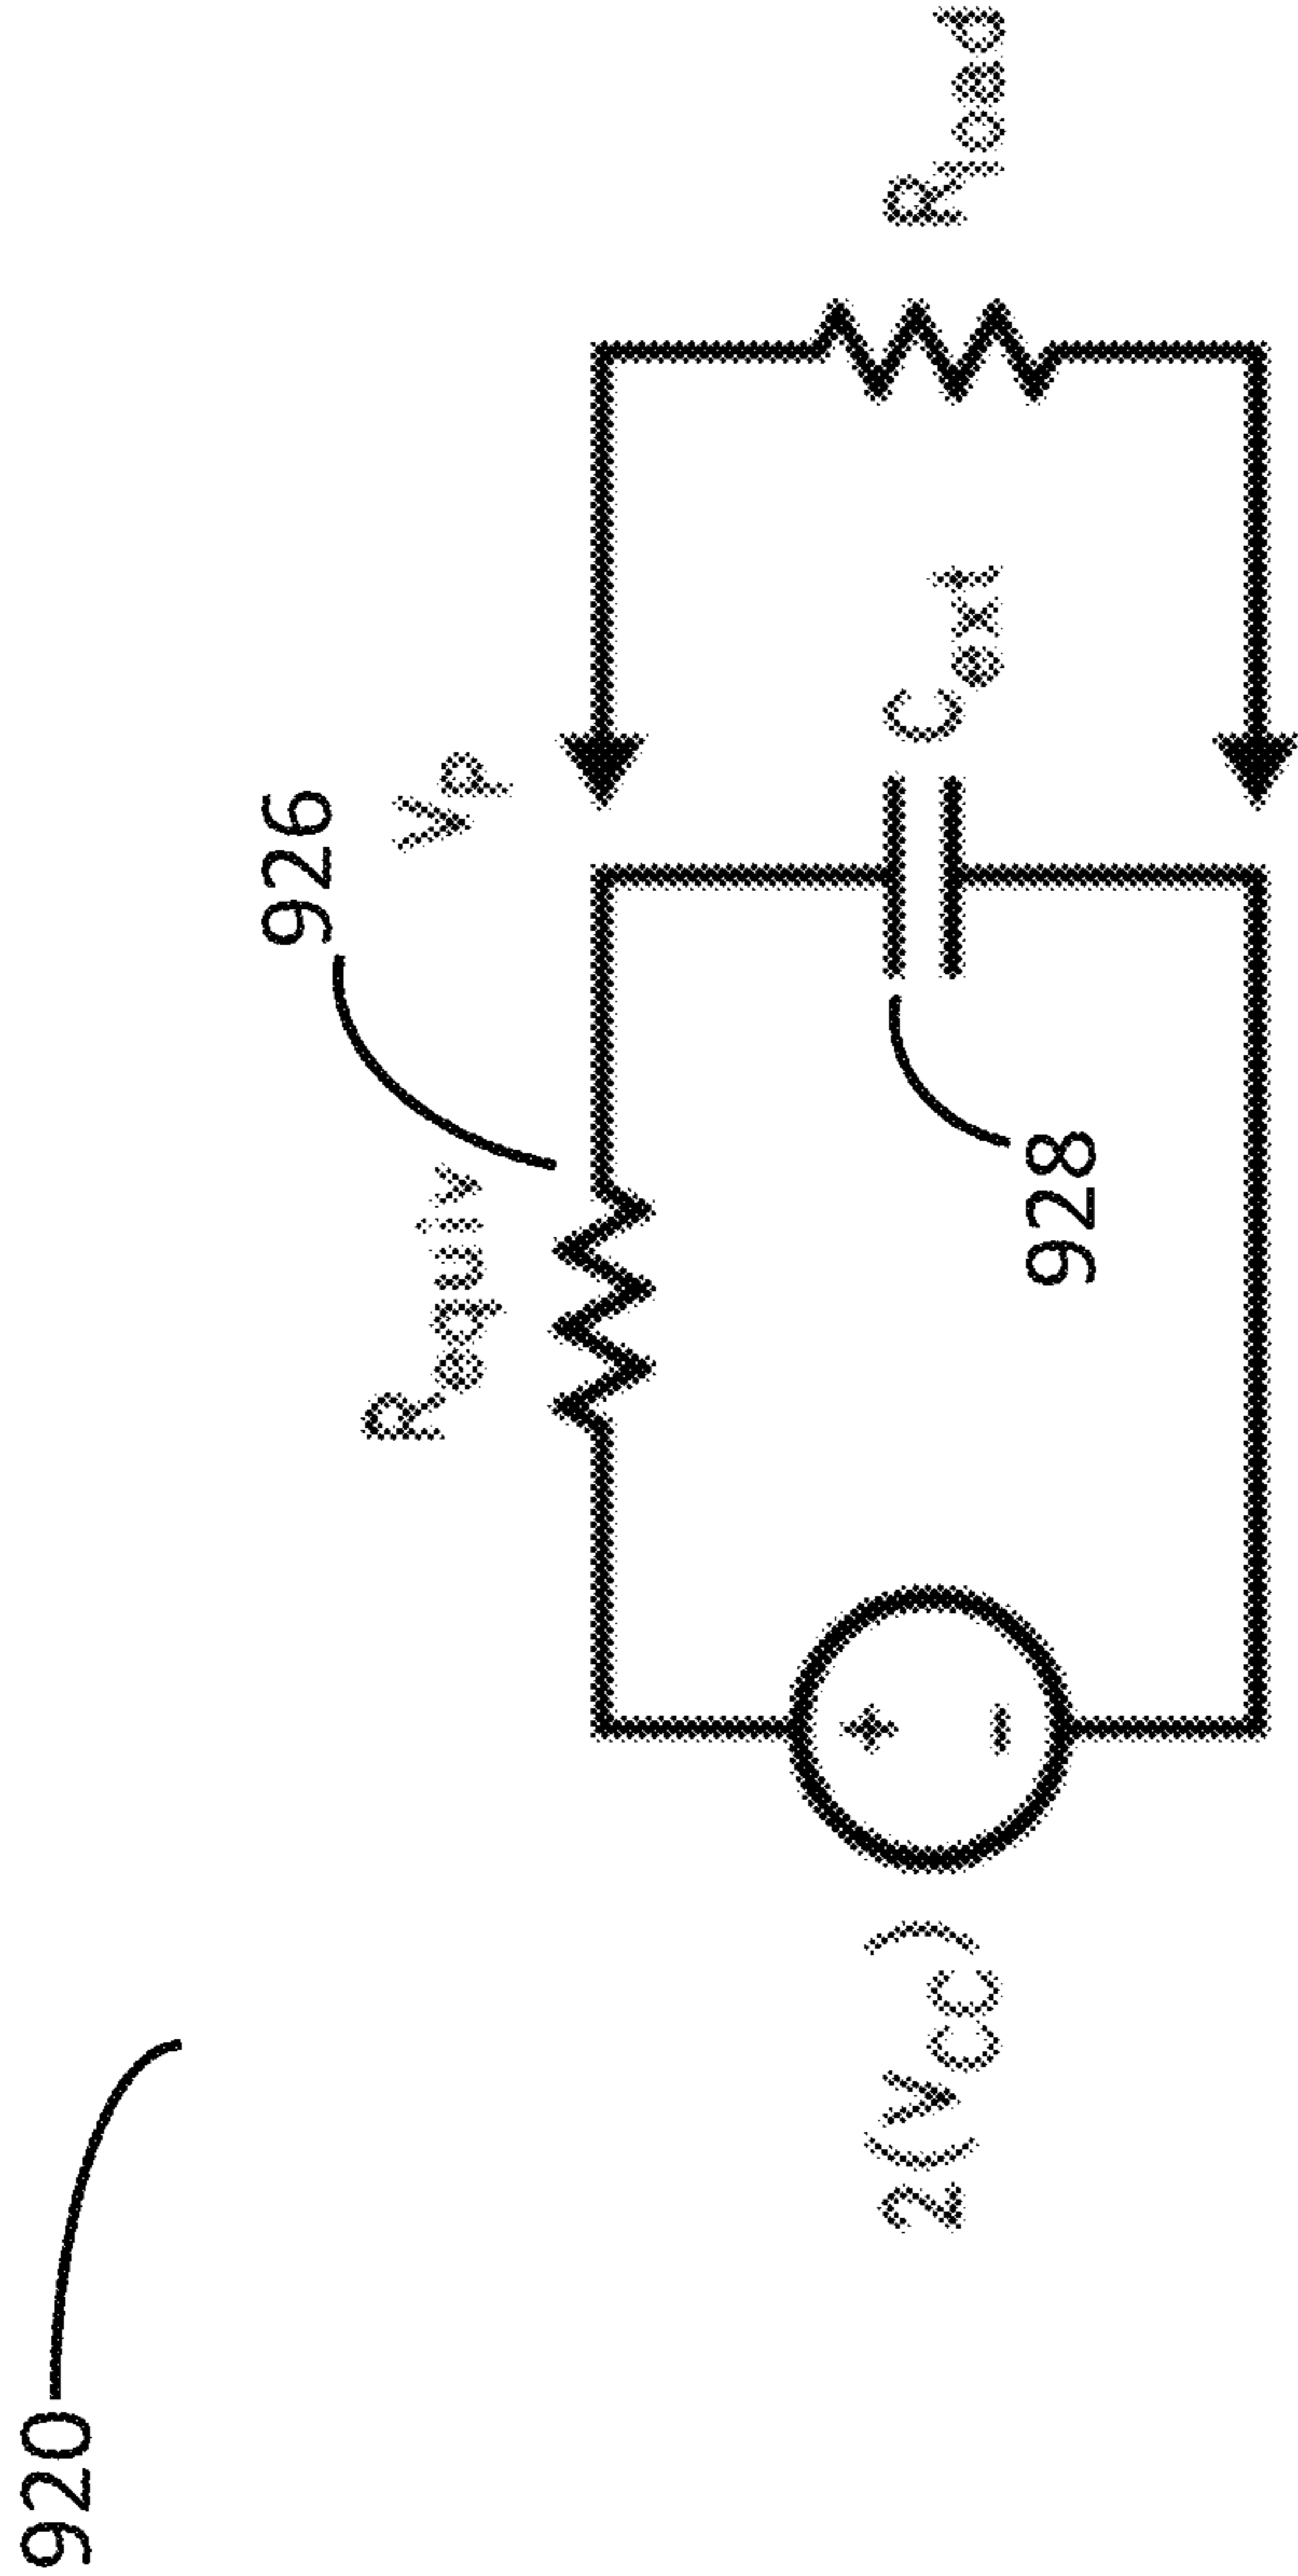 920
926
Requiv
Vp
2(Vcc)
928
Cext
Rload
+
-